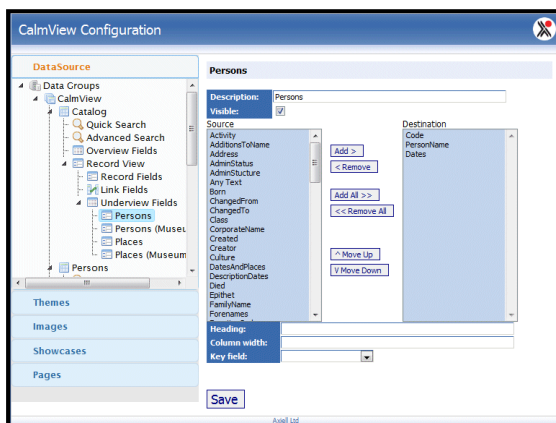 CalmView Configuration
DataSource
Data Groups
CalmView
Catalog
Quick Search
Advanced Search
Overview Fields
Record View
Record Fields
Link Fields
Underview Fields
Persons
Persons (Museu
Places
Places (Museum
Persons
Themes
Images
Showcases
Pages
Persons
Description: Persons
Visible:
Source
Activity
AdditionsToName
Address
AdminStatus
AdminStucture
Any Text
Born
ChangedFrom
ChangedTo
Class
CorporateName
Created
Creator
Culture
DatesAndPlaces
DescriptionDates
Died
Epithet
FamilyName
Forenames
Add >
< Remove
Add All >>
<< Remove All
^ Move Up
V Move Down
Destination
Code
PersonName
Dates
Heading:
Column width:
Key field:
Save
Axiell Ltd